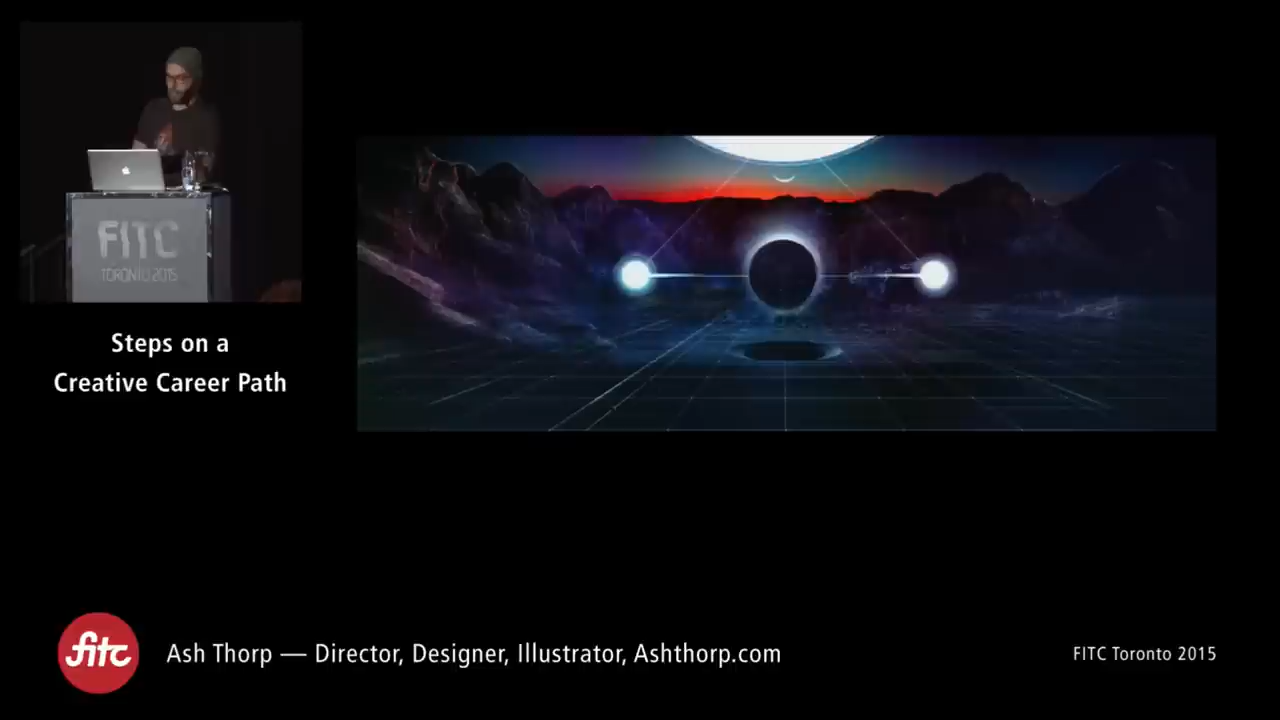 FITC
TORONTO 2015
Steps on a
Creative Career Path
fitc
Ash Thorp — Director, Designer, Illustrator, Ashthorp.com
FITC Toronto 2015